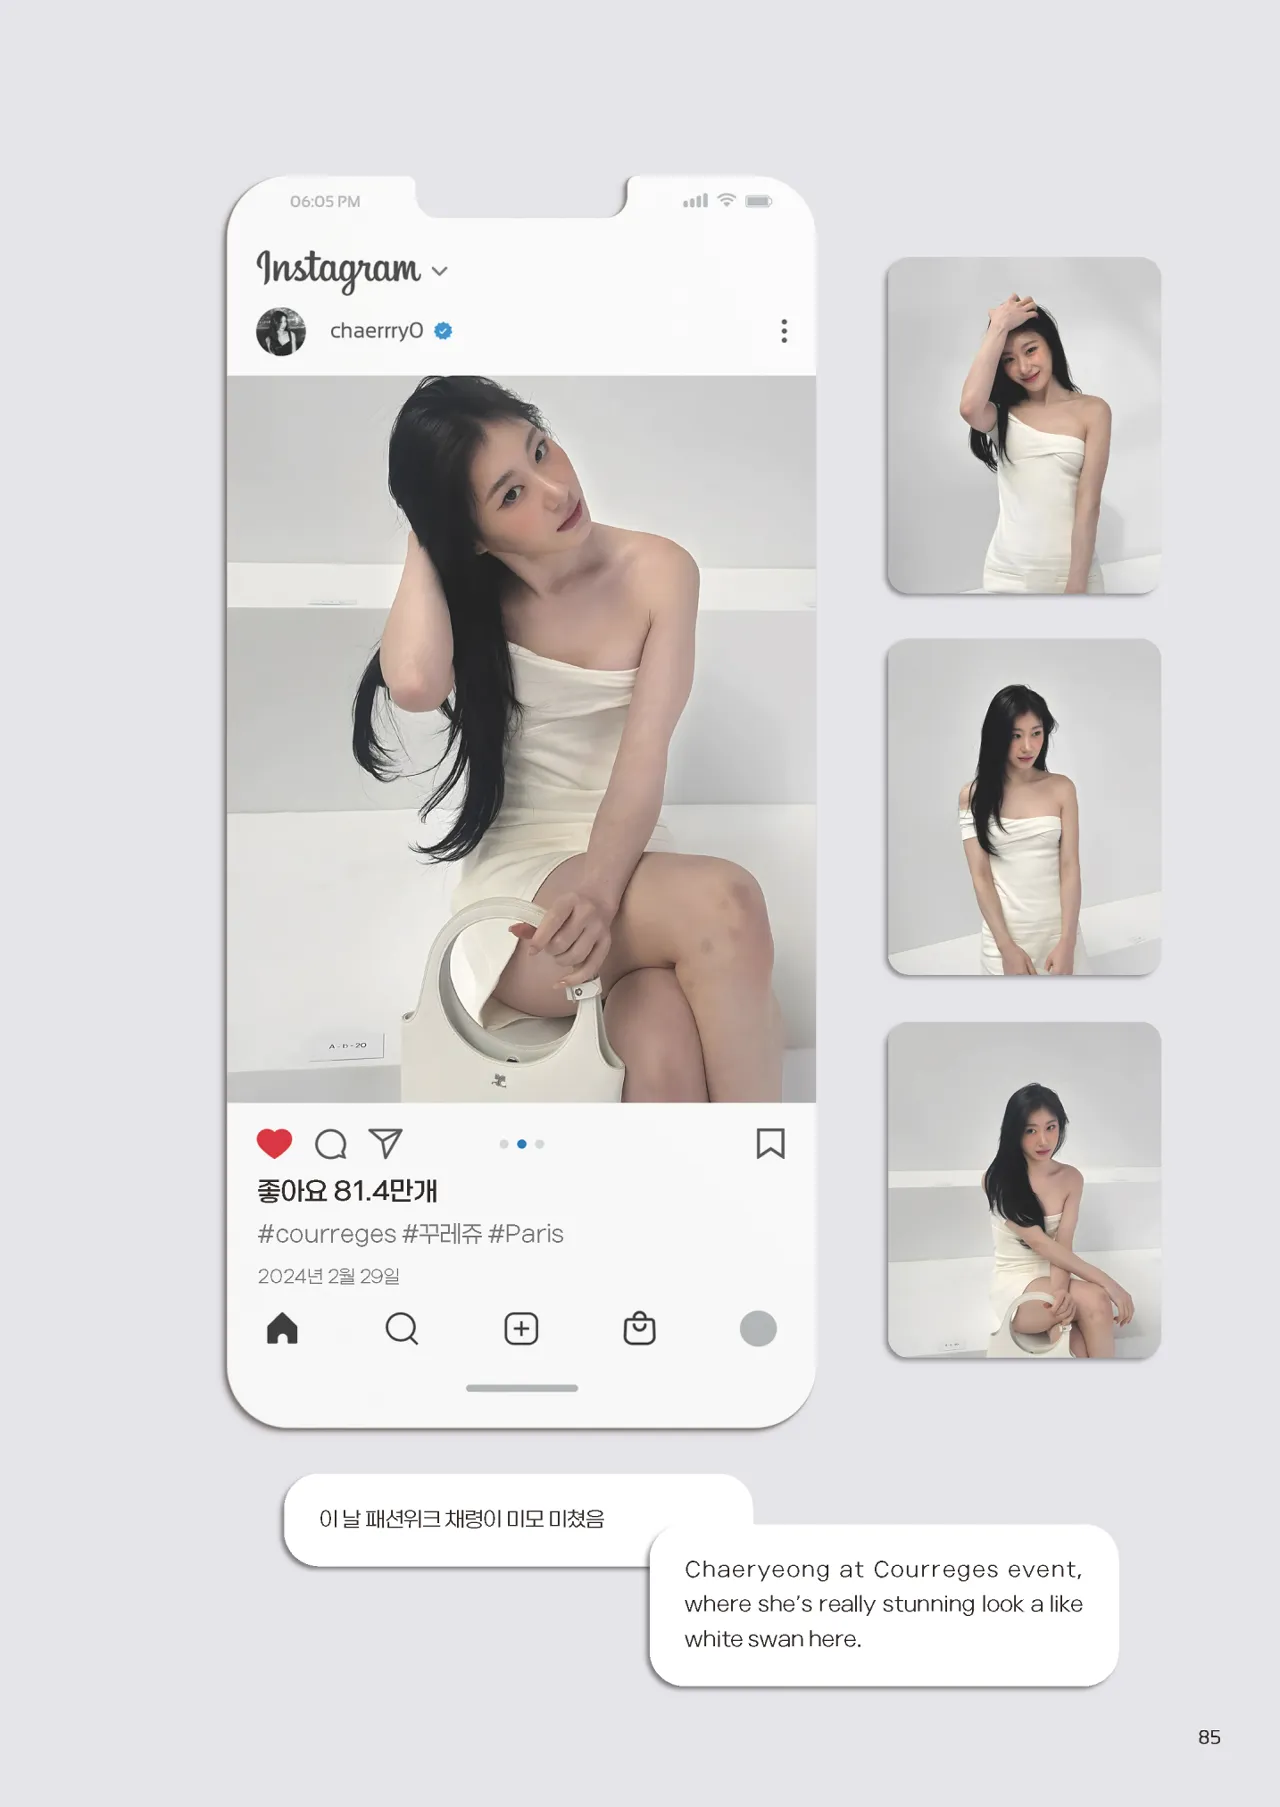 06:05 PM
Instagram
chaerrry0
A - D - 20
좋아요 81.4만개
#courreges #꾸레쥬 #Paris
2024년 2월 29일
이 날 패션위크 채령이 미모 미쳤음
Chaeryeong at Courreges event,
where she's really stunning look a like
white swan here.
85